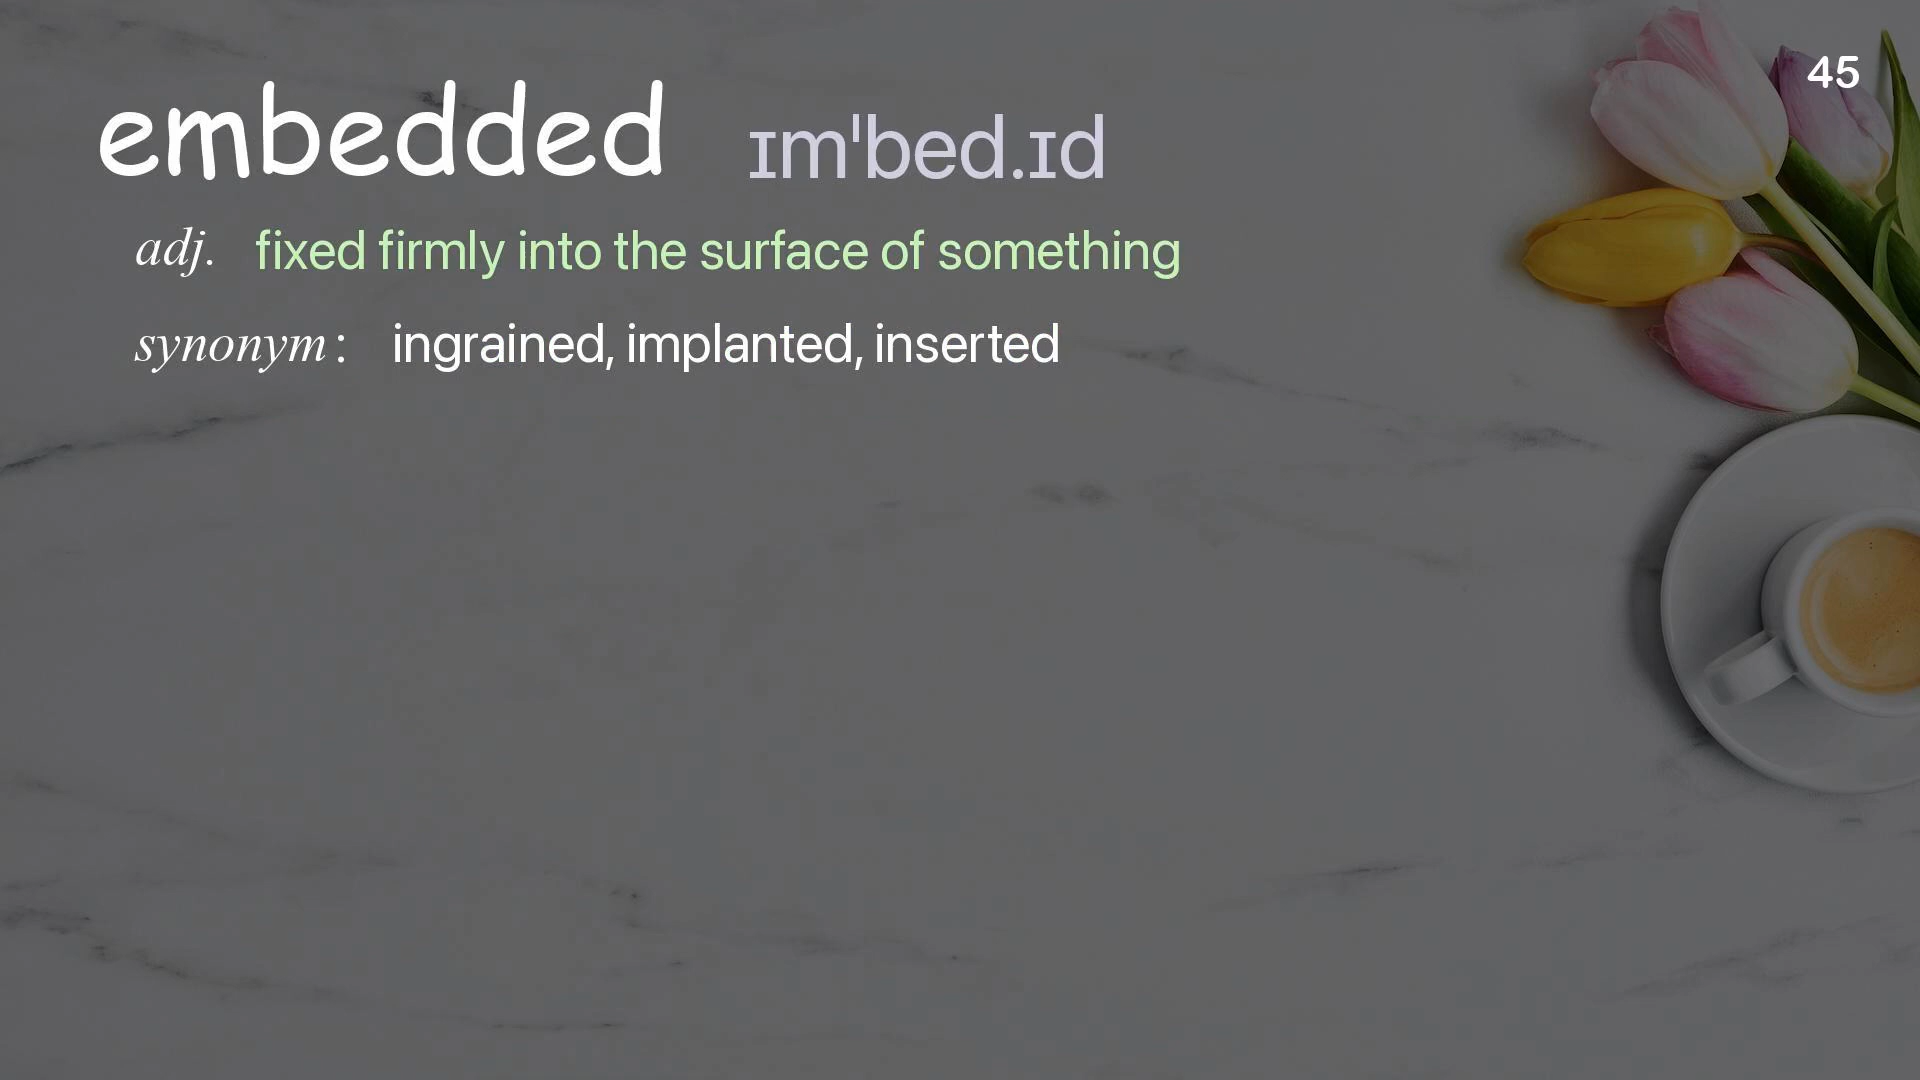 45
embedded ɪmˈbed.ɪd
adj. fixed firmly into the surface of something
synonym: ingrained, implanted, inserted